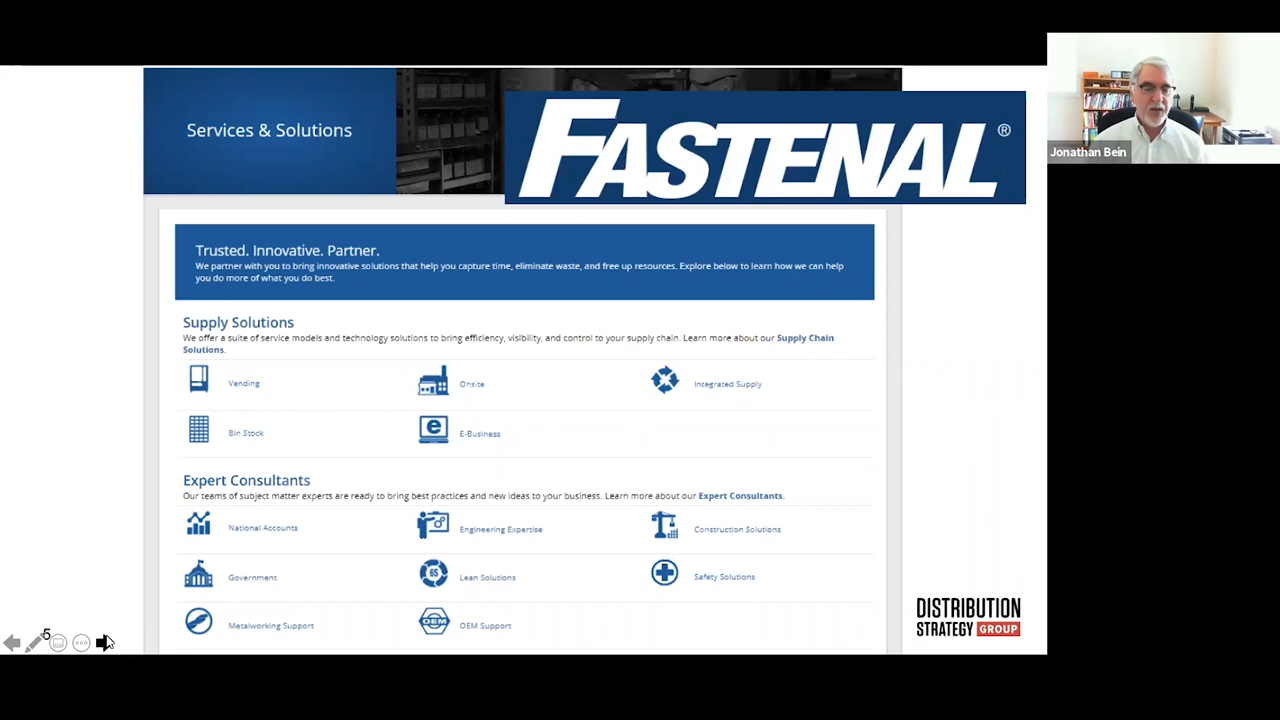 Services & Solutions
FASTENAL®
Jonathan Bein
Trusted. Innovative. Partner.
We partner with you to bring innovative solutions that help you capture time, eliminate waste, and free up resources. Explore below to learn how we can help
you do more of what you do best.
Supply Solutions
We offer a suite of service models and technology solutions to bring efficiency, visibility, and control to your supply chain. Learn more about our Supply Chain
Solutions.
Vending
Onsite
Integrated Supply
Bin Stock
e
E-Business
Expert Consultants
Our teams of subject matter experts are ready to bring best practices and new ideas to your business. Learn more about our Expert Consultants.
National Accounts
Engineering Expertise
Construction Solutions
Government
6S
Lean Solutions
Safety Solutions
Metalworking Support
OEM
OEM Support
DISTRIBUTION
STRATEGY GROUP
5